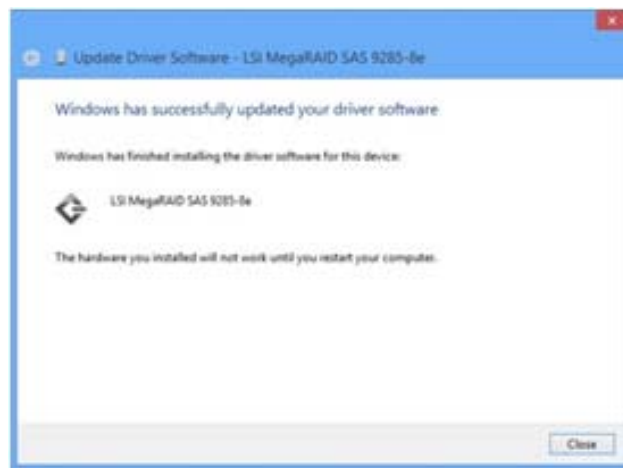 Update Driver Software - LSI MegaRAID SAS 9285-8e
Windows has successfully updated your driver software
Windows has finished installing the driver software for this device:
LSI MegaRAID SAS 9285-8e
The hardware you installed will not work until you restart your computer.
Close